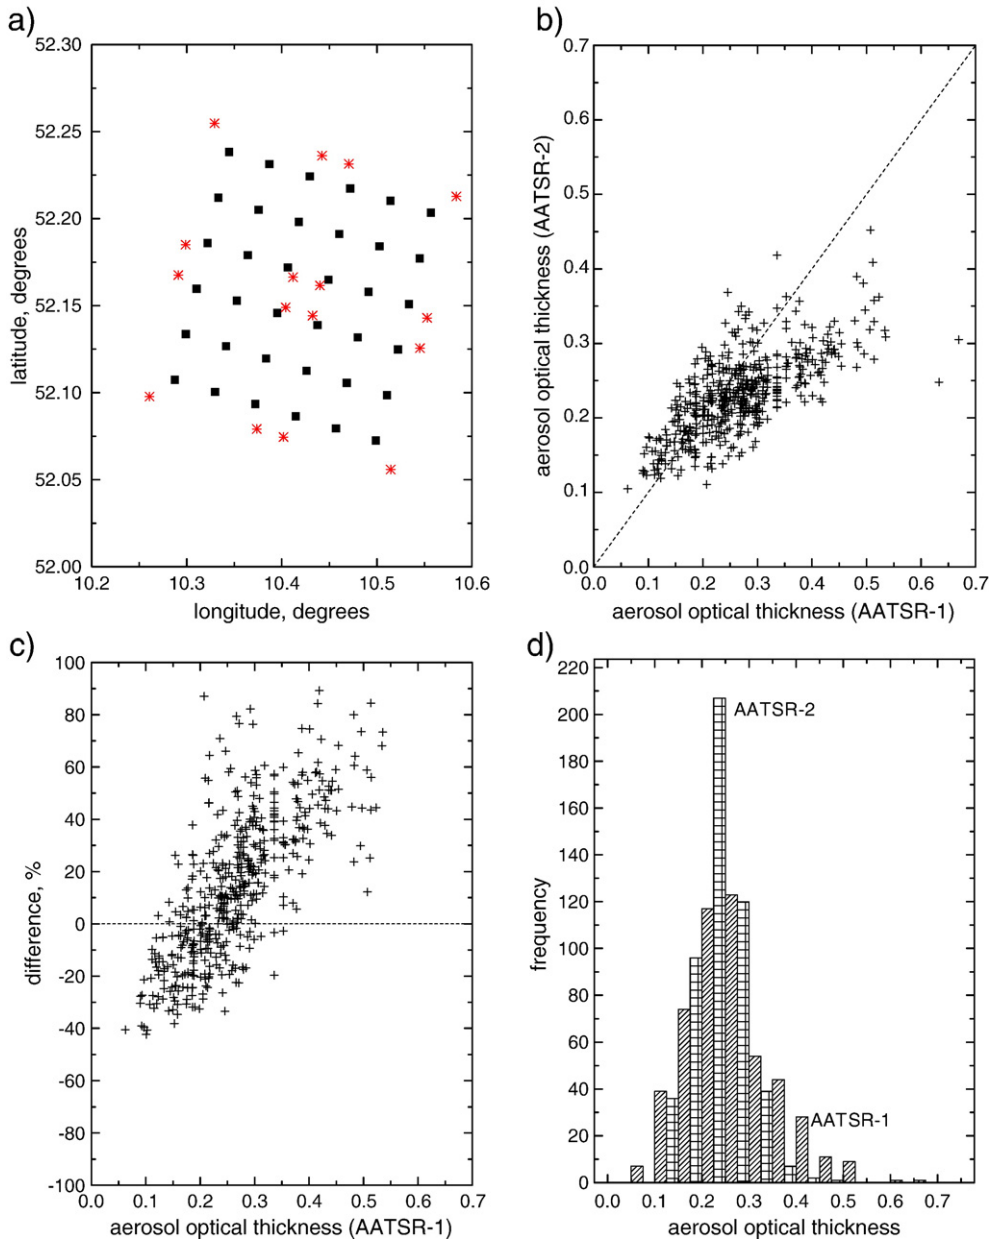 a)
52.30
52.25
52.20
52.15
52.10
52.05
52.00
latitude, degrees
10.2 10.3 10.4 10.5 10.6
longitude, degrees
b)
0.7
0.6
0.5
0.4
0.3
0.2
0.1
0.0
aerosol optical thickness (AATSR-2)
0.0 0.1 0.2 0.3 0.4 0.5 0.6 0.7
aerosol optical thickness (AATSR-1)
c)
100
80
60
40
20
0
-20
-40
-60
-80
-100
difference, %
0.0 0.1 0.2 0.3 0.4 0.5 0.6 0.7
aerosol optical thickness (AATSR-1)
d)
220
200
180
160
140
120
100
80
60
40
20
0
frequency
AATSR-2
AATSR-1
0.0 0.1 0.2 0.3 0.4 0.5 0.6 0.7
aerosol optical thickness